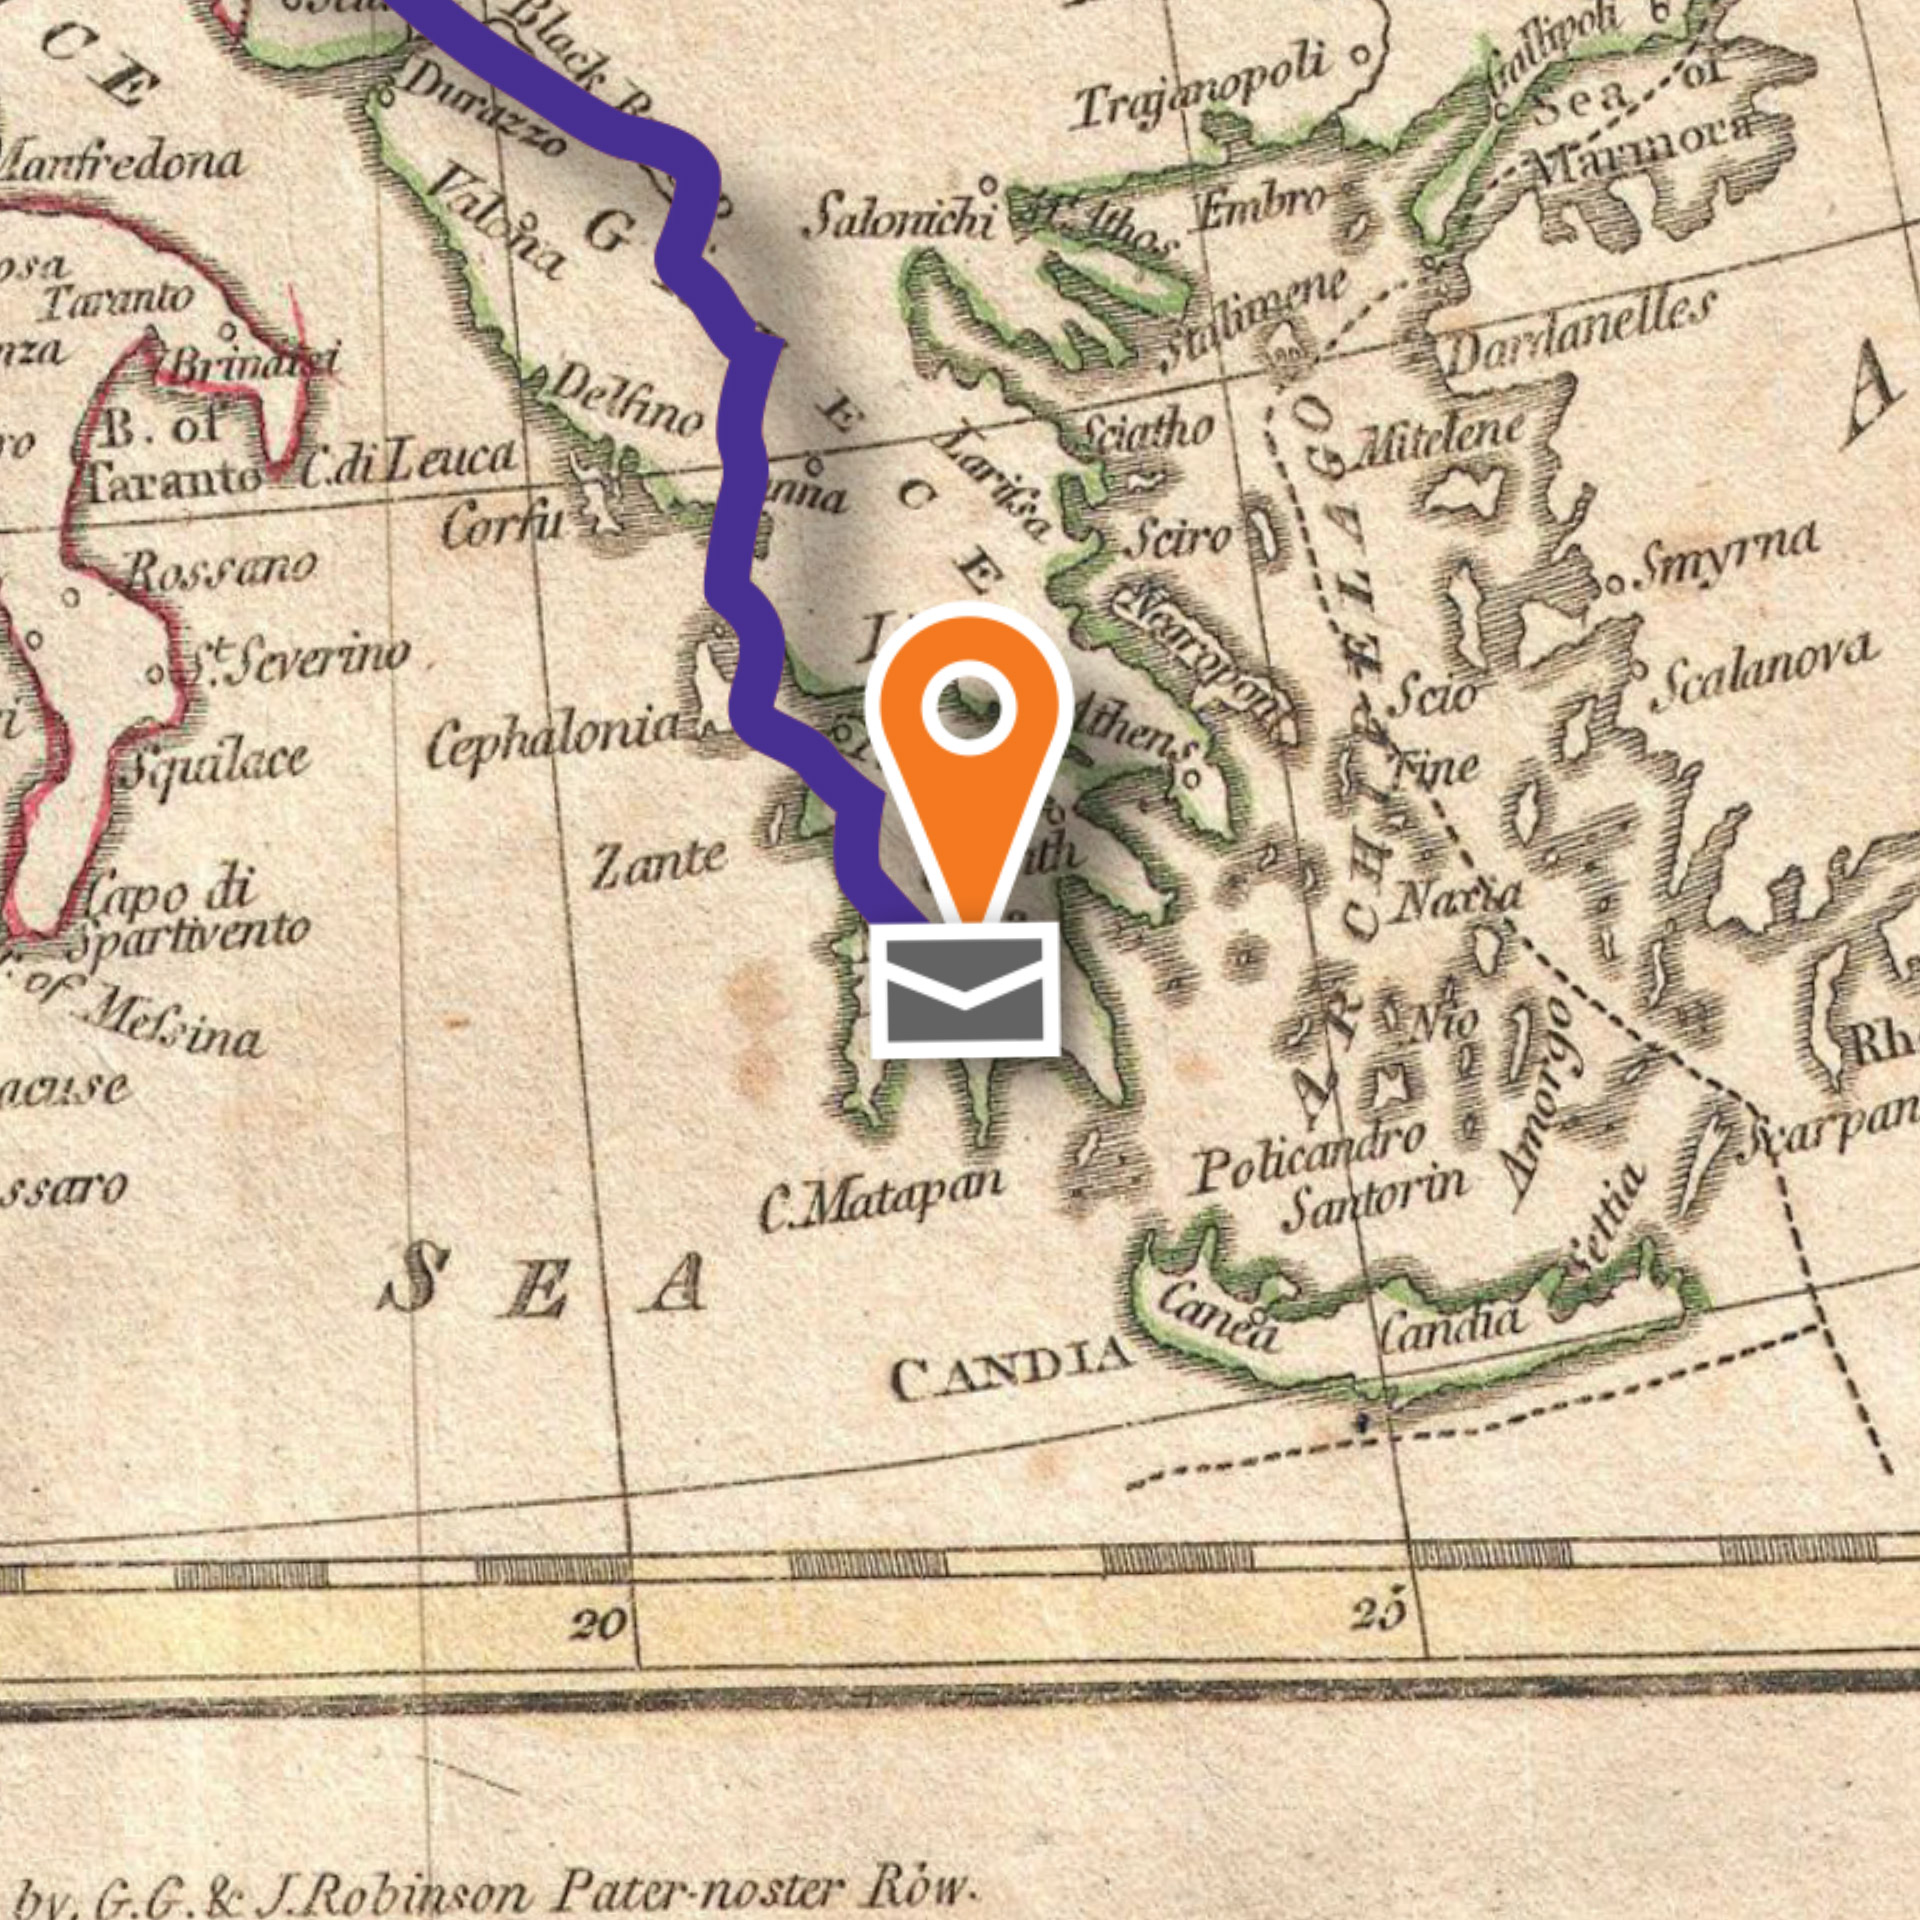 CE
Black
Durazzo
Gallipoli
Trajanopoli
Sea of
Marmora
Manfredona
Valona
G
Salonichi
Mt. Athos
Embro
osa
Taranto
nza
Brindisi
Stalimene
Dardanelles
A
Delfino
E
Larissa
Sciatho
Mitelene
ro
B. of
Taranto
C. di Leuca
Corfu
C
Sciro
E
Smyrna
Rossano
Negropont
St. Severino
Scalanova
Scio
Cephalonia
Athens
Tine
Squilace
Zante
ith
Naxia
Capo di
Spartivento
of Messina
Nio
Amorgo
ARCHIPELAGO
Rh
acuse
Scarpan
Policandro
ssaro
C. Matapan
Santorin
Settia
SEA
Canea
Candia
CANDIA
20
25
by, G.G. & J. Robinson Pater-noster Row.